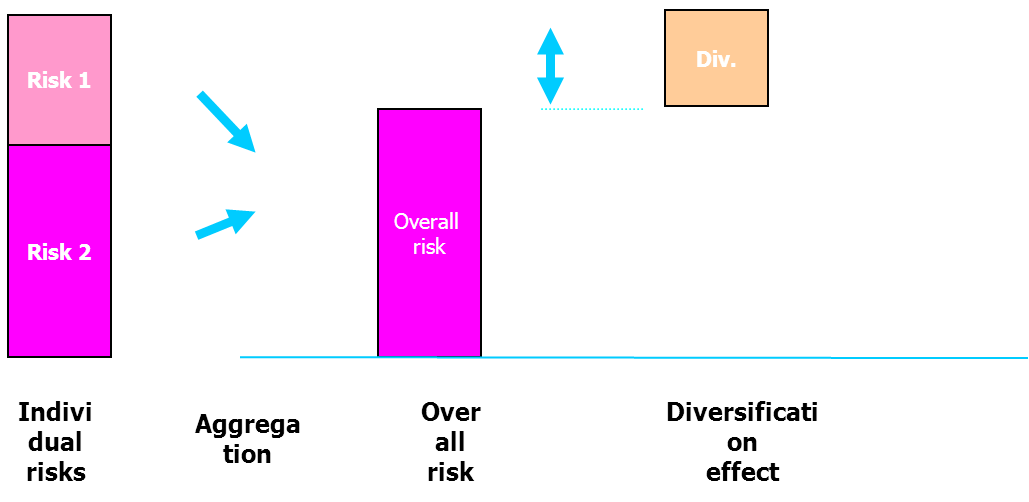 Risk 1
Risk 2
Overall
risk
Div.
Indivi
dual
risks
Aggrega
tion
Over
all
risk
Diversificati
on
effect